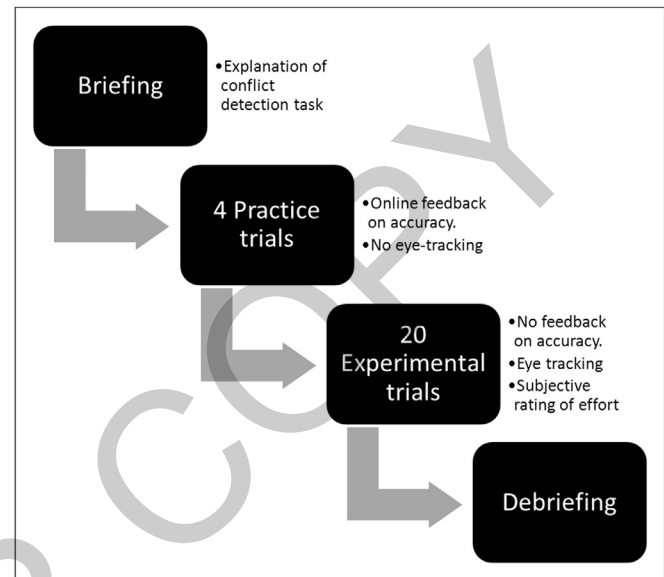 Briefing
•Explanation of
conflict
detection task
4 Practice
trials
•Online feedback
on accuracy.
•No eye-tracking
20
Experimental
trials
•No feedback
on accuracy.
•Eye tracking
•Subjective
rating of effort
Debriefing
COPY